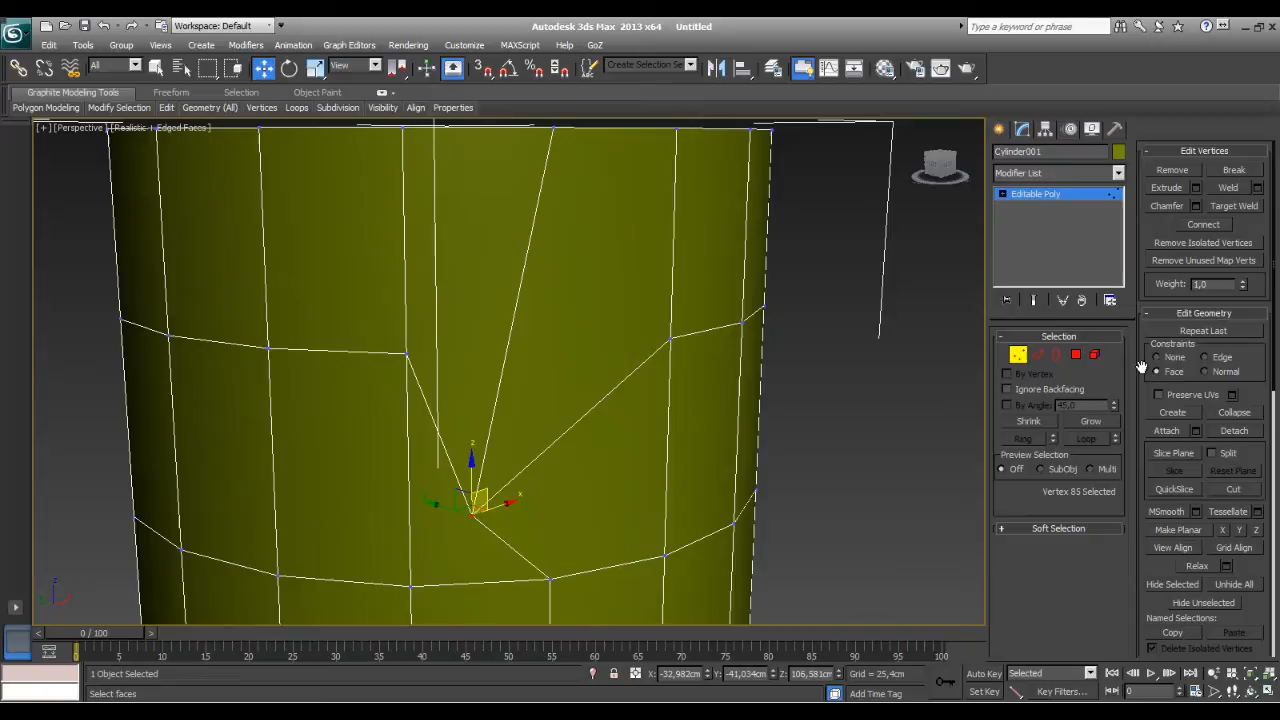 Workspace: Default
Autodesk 3ds Max 2013 x64 Untitled
Type a keyword or phrase
Edit Tools Group Views Create Modifiers Animation Graph Editors Rendering Customize MAXScript Help GoZ
All View Create Selection Se
Graphite Modeling Tools Freeform Selection Object Paint
Polygon Modeling Modify Selection Edit Geometry (All) Vertices Loops Subdivision Visibility Align Properties
[ + ] [Perspective ] [Realistic + Edged Faces ]
Cylinder001
Modifier List
Editable Poly
Selection
By Vertex
Ignore Backfacing
By Angle: 45,0
Shrink Grow
Ring Loop
Preview Selection
Off SubObj Multi
Vertex 85 Selected
Soft Selection
Edit Vertices
Remove Break
Extrude Weld
Chamfer Target Weld
Connect
Remove Isolated Vertices
Remove Unused Map Verts
Weight: 1,0
Edit Geometry
Repeat Last
Constraints
None Edge
Face Normal
Preserve UVs
Create Collapse
Attach Detach
Slice Plane Split
Slice Reset Plane
QuickSlice Cut
MSmooth Tessellate
Make Planar X Y Z
View Align Grid Align
Relax
Hide Selected Unhide All
Hide Unselected
Named Selections:
Copy Paste
Delete Isolated Vertices
z
x
z
0 / 100
5 10 15 20 25 30 35 40 45 50 55 60 65 70 75 80 85 90 95 100
1 Object Selected X: -32,982cm Y: -41,034cm Z: 106,581cm Grid = 25,4cm Auto Key Selected
Select faces Add Time Tag Set Key Key Filters... 0